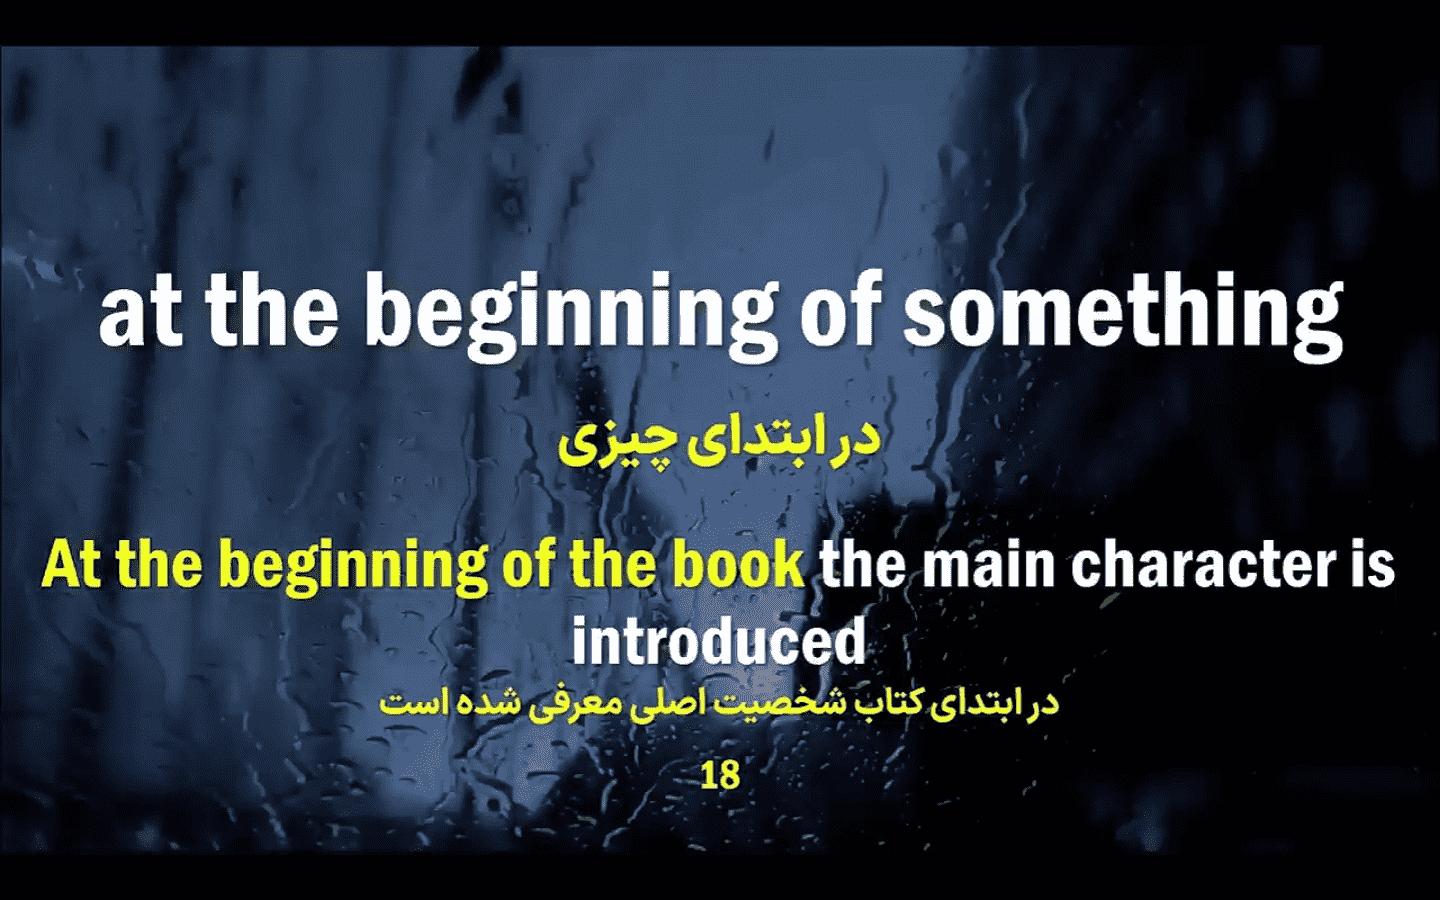 at the beginning of something
در ابتدای چیزی
At the beginning of the book the main character is
introduced
در ابتدای کتاب شخصیت اصلی معرفی شده است
18